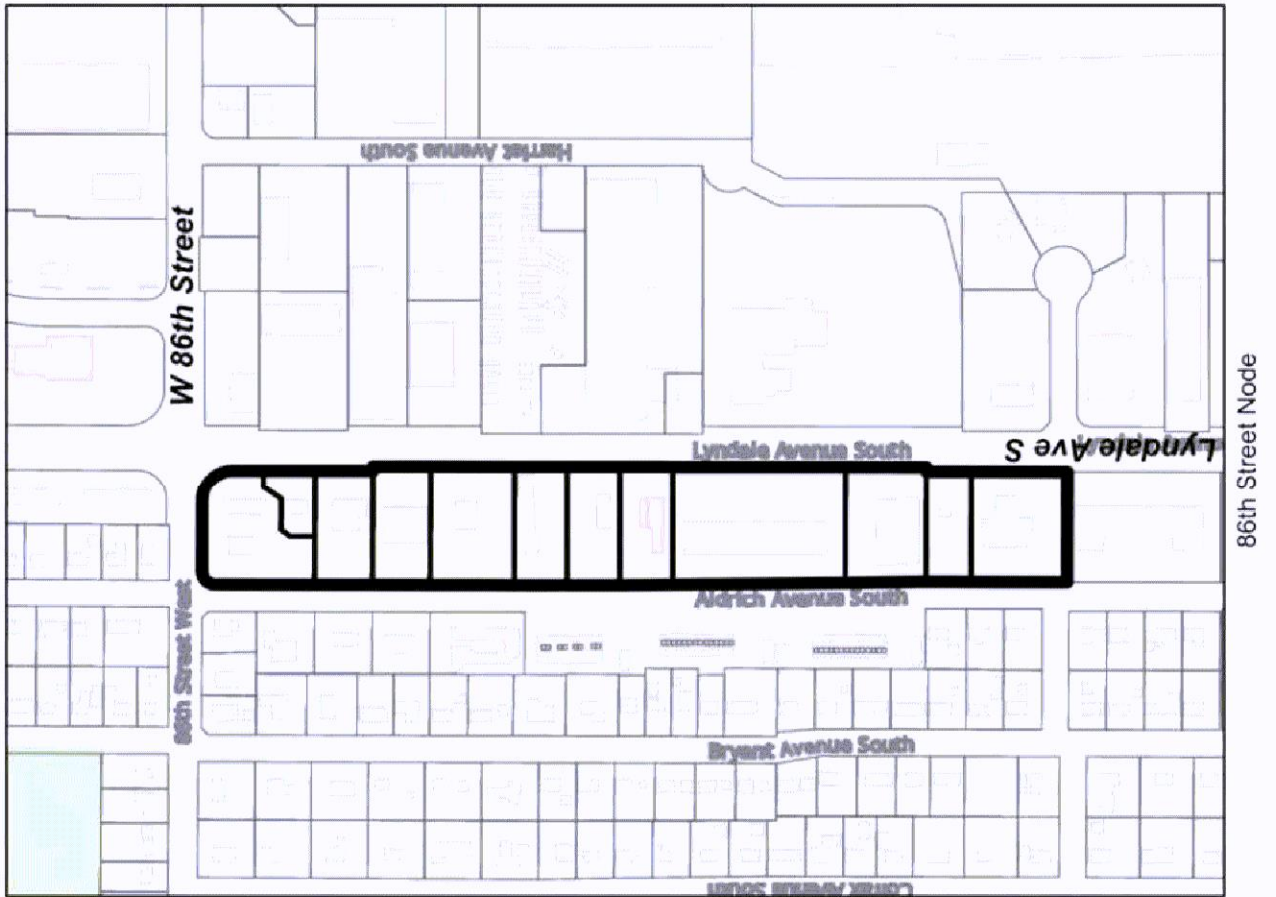 Harriet Avenue South
W 86th Street
Lyndale Avenue South
Lyndale Ave S
86th Street Node
Aldrich Avenue South
86th Street West
Bryant Avenue South
Colfax Avenue South